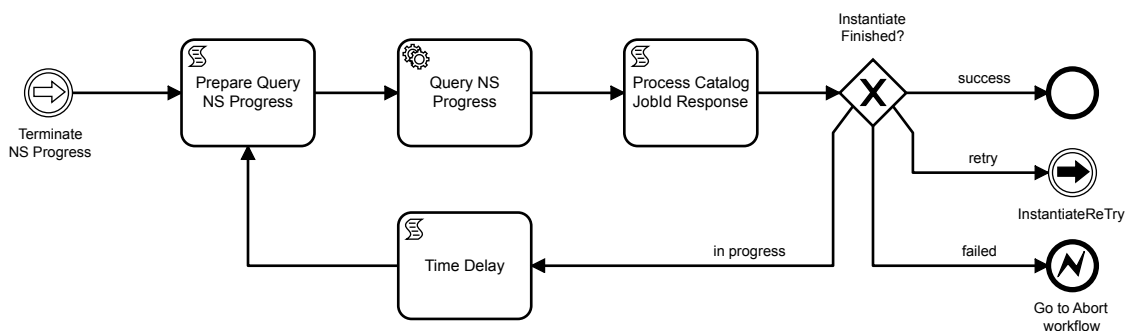 Instantiate
Finished?
Prepare Query
NS Progress
Query NS
Progress
Process Catalog
JobId Response
success
Terminate
NS Progress
retry
InstantiateReTry
Time Delay
in progress
failed
Go to Abort
workflow